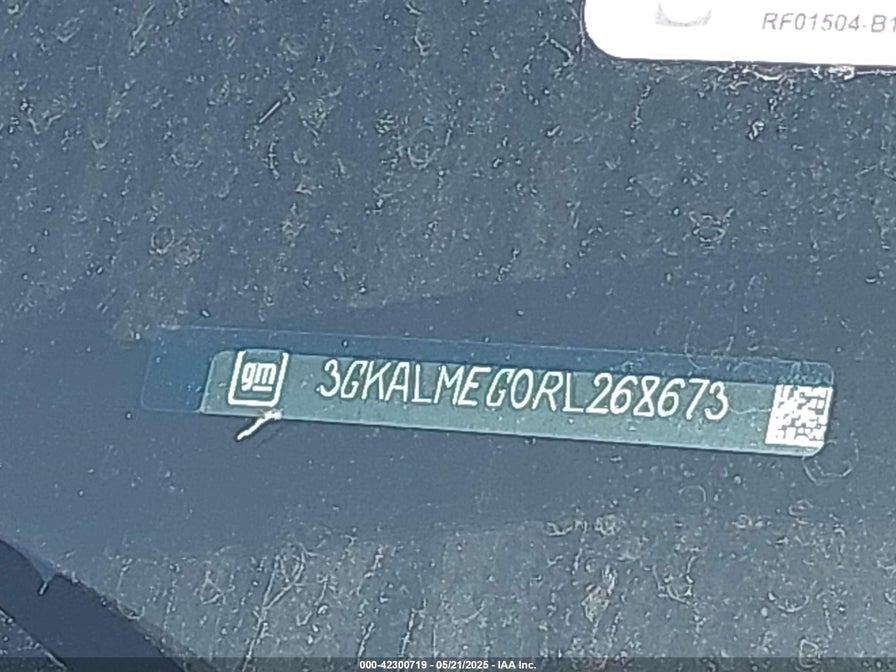 RF01504-B1
gm 3GKALMEG0RL268673
000-42300719 - 05/21/2025 - IAA Inc.